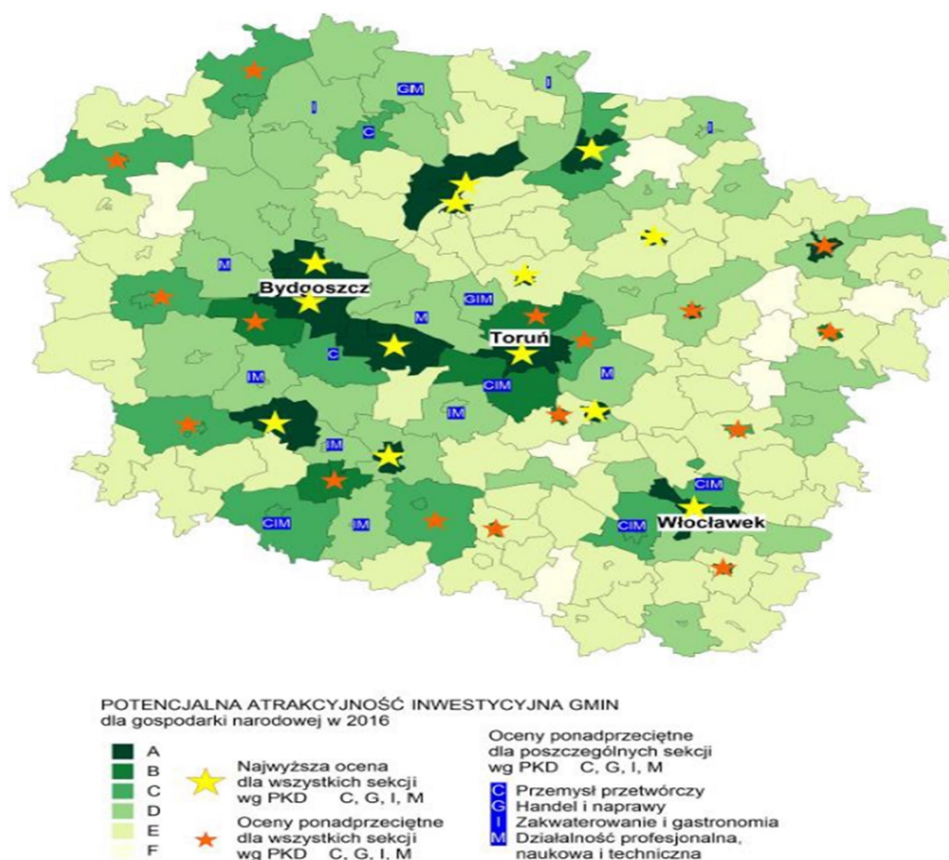 I
GIM
I
C
I
M
Bydgoszcz
GIM
M
Toruń
C
IM
CIM
M
IM
IM
CIM
IM
CIM
CIM
Włocławek
POTENCJALNA ATRAKCYJNOŚĆ INWESTYCYJNA GMIN
dla gospodarki narodowej w 2016
A
B
C
D
E
F
Najwyższa ocena
dla wszystkich sekcji
wg PKD C, G, I, M
Oceny ponadprzeciętne
dla wszystkich sekcji
wg PKD C, G, I, M
Oceny ponadprzeciętne
dla poszczególnych sekcji
wg PKD C, G, I, M
C Przemysł przetwórczy
G Handel i naprawy
I Zakwaterowanie i gastronomia
M Działalność profesjonalna,
naukowa i techniczna